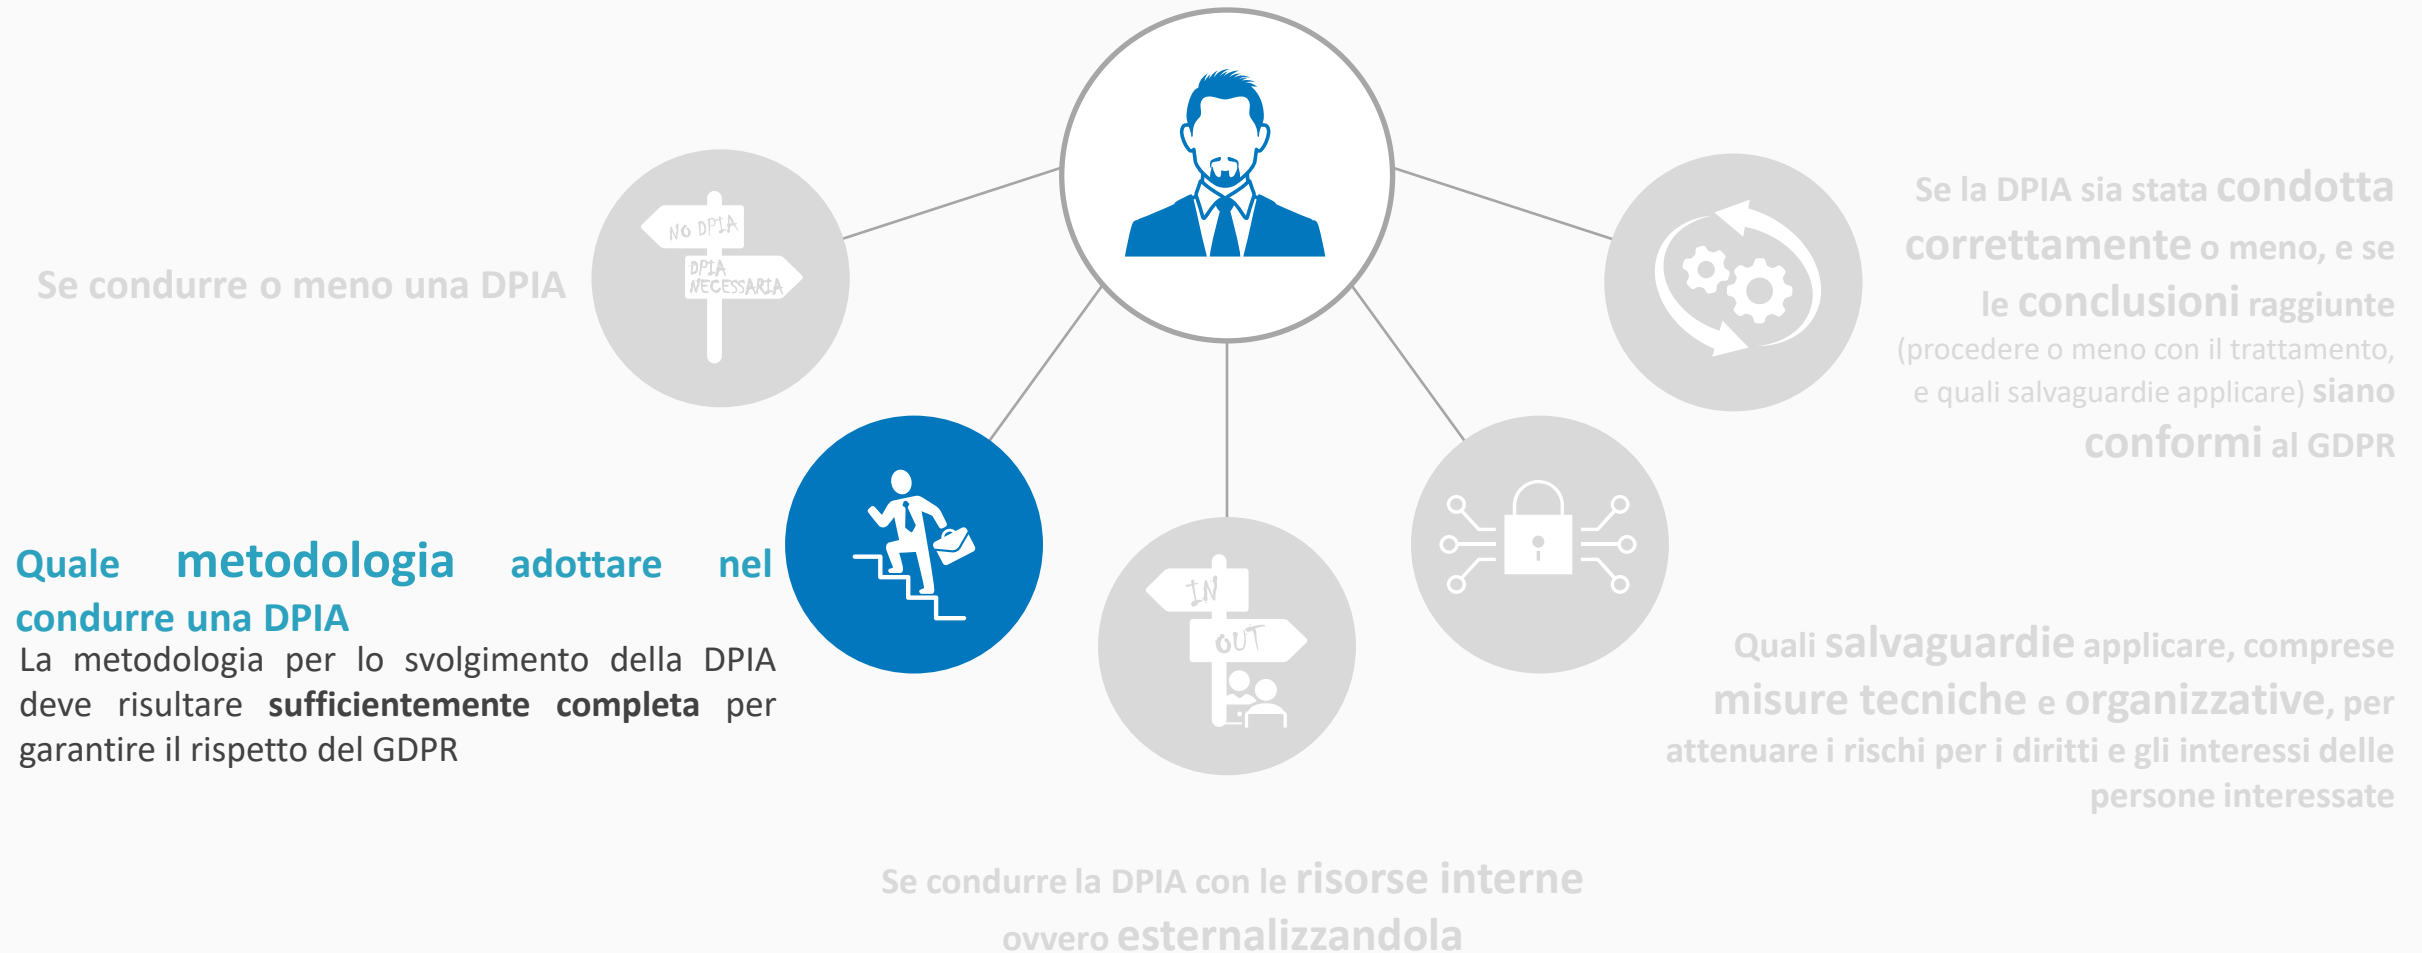 Se condurre o meno una DPIA
NO DPIA
DPIA
NECESSARIA
Quale metodologia adottare nel
condurre una DPIA
La metodologia per lo svolgimento della DPIA
deve risultare sufficientemente completa per
garantire il rispetto del GDPR
IN
OUT
Se condurre la DPIA con le risorse interne
ovvero esternalizzandola
Quali salvaguardie applicare, comprese
misure tecniche e organizzative, per
attenuare i rischi per i diritti e gli interessi delle
persone interessate
Se la DPIA sia stata condotta
correttamente o meno, e se
le conclusioni raggiunte
(procedere o meno con il trattamento,
e quali salvaguardie applicare) siano
conformi al GDPR